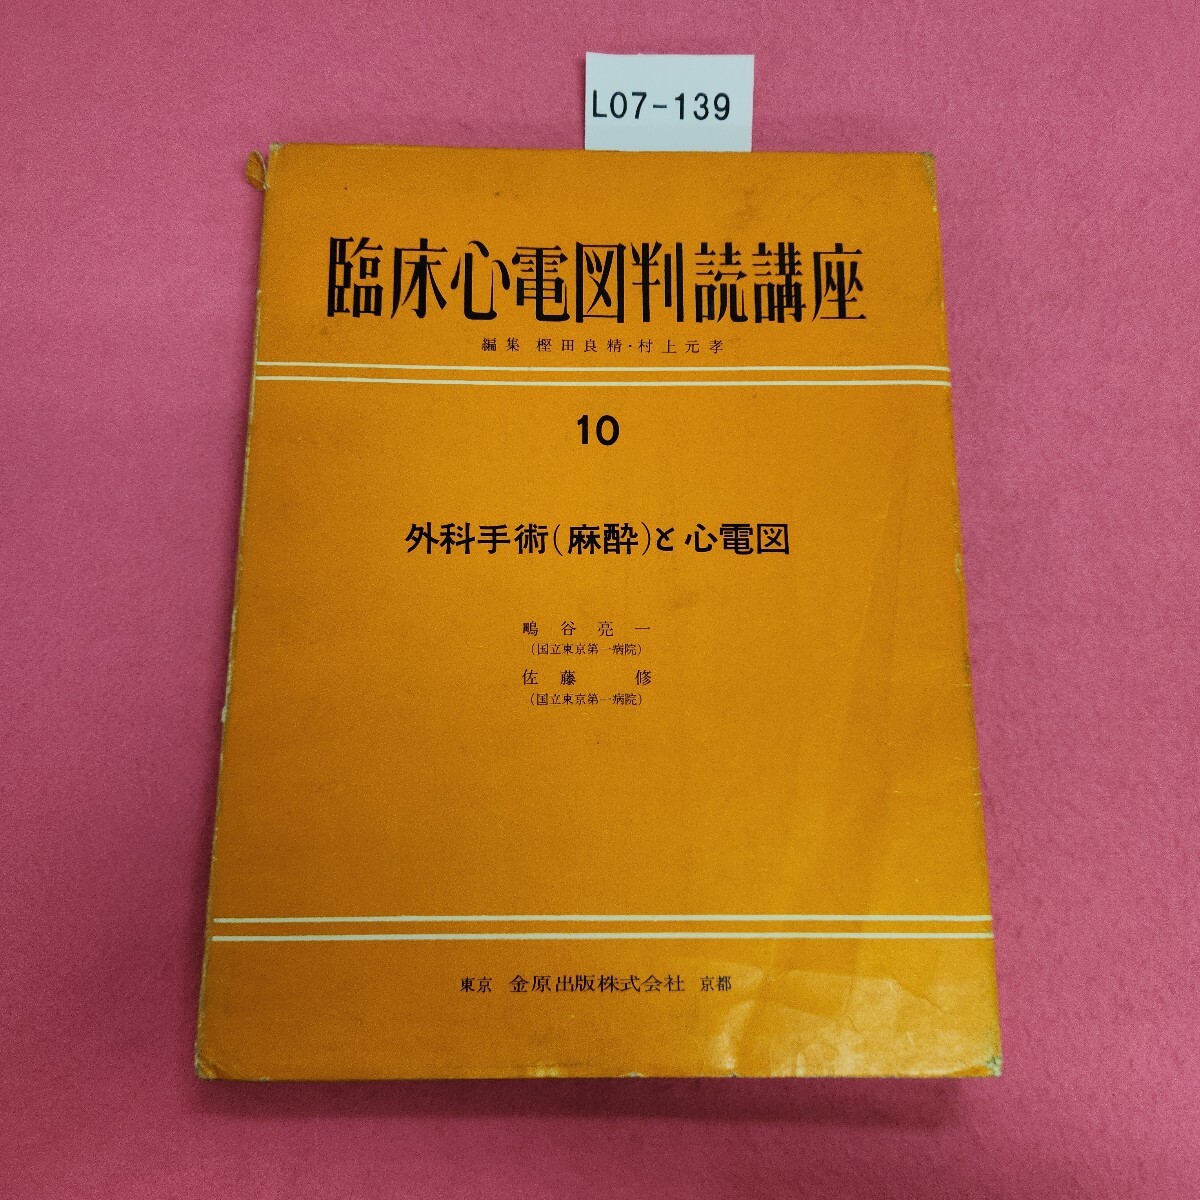 L07-139
臨床心電図判読講座
編集 樫田良精・村上元孝
10
外科手術(麻酔)と心電図
鴫谷亮一
(国立東京第一病院)
佐藤 修
(国立東京第一病院)
東京 金原出版株式会社 京都